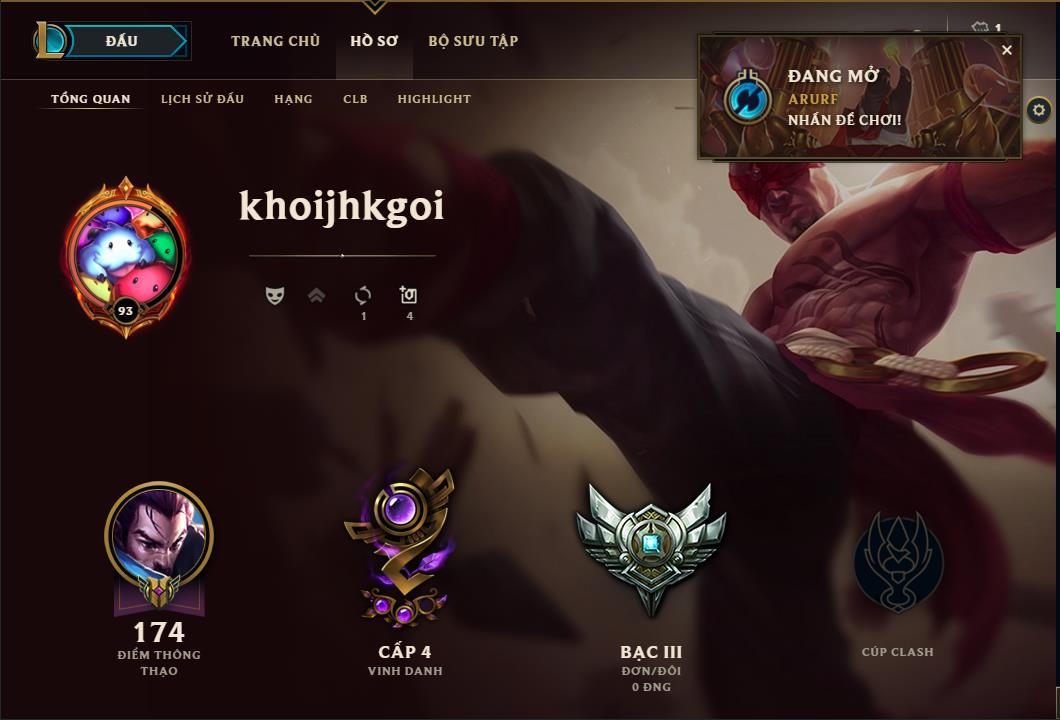 ĐẤU
TRANG CHỦ
HỒ SƠ
BỘ SƯU TẬP
1
ĐANG MỞ
ARURF
NHẤN ĐỂ CHƠI!
TỔNG QUAN
LỊCH SỬ ĐẤU
HẠNG
CLB
HIGHLIGHT
khoijhkgoi
93
1
4
174
ĐIỂM THÔNG
THẠO
CẤP 4
VINH DANH
BẠC III
ĐƠN/ĐÔI
0 ĐNG
CÚP CLASH